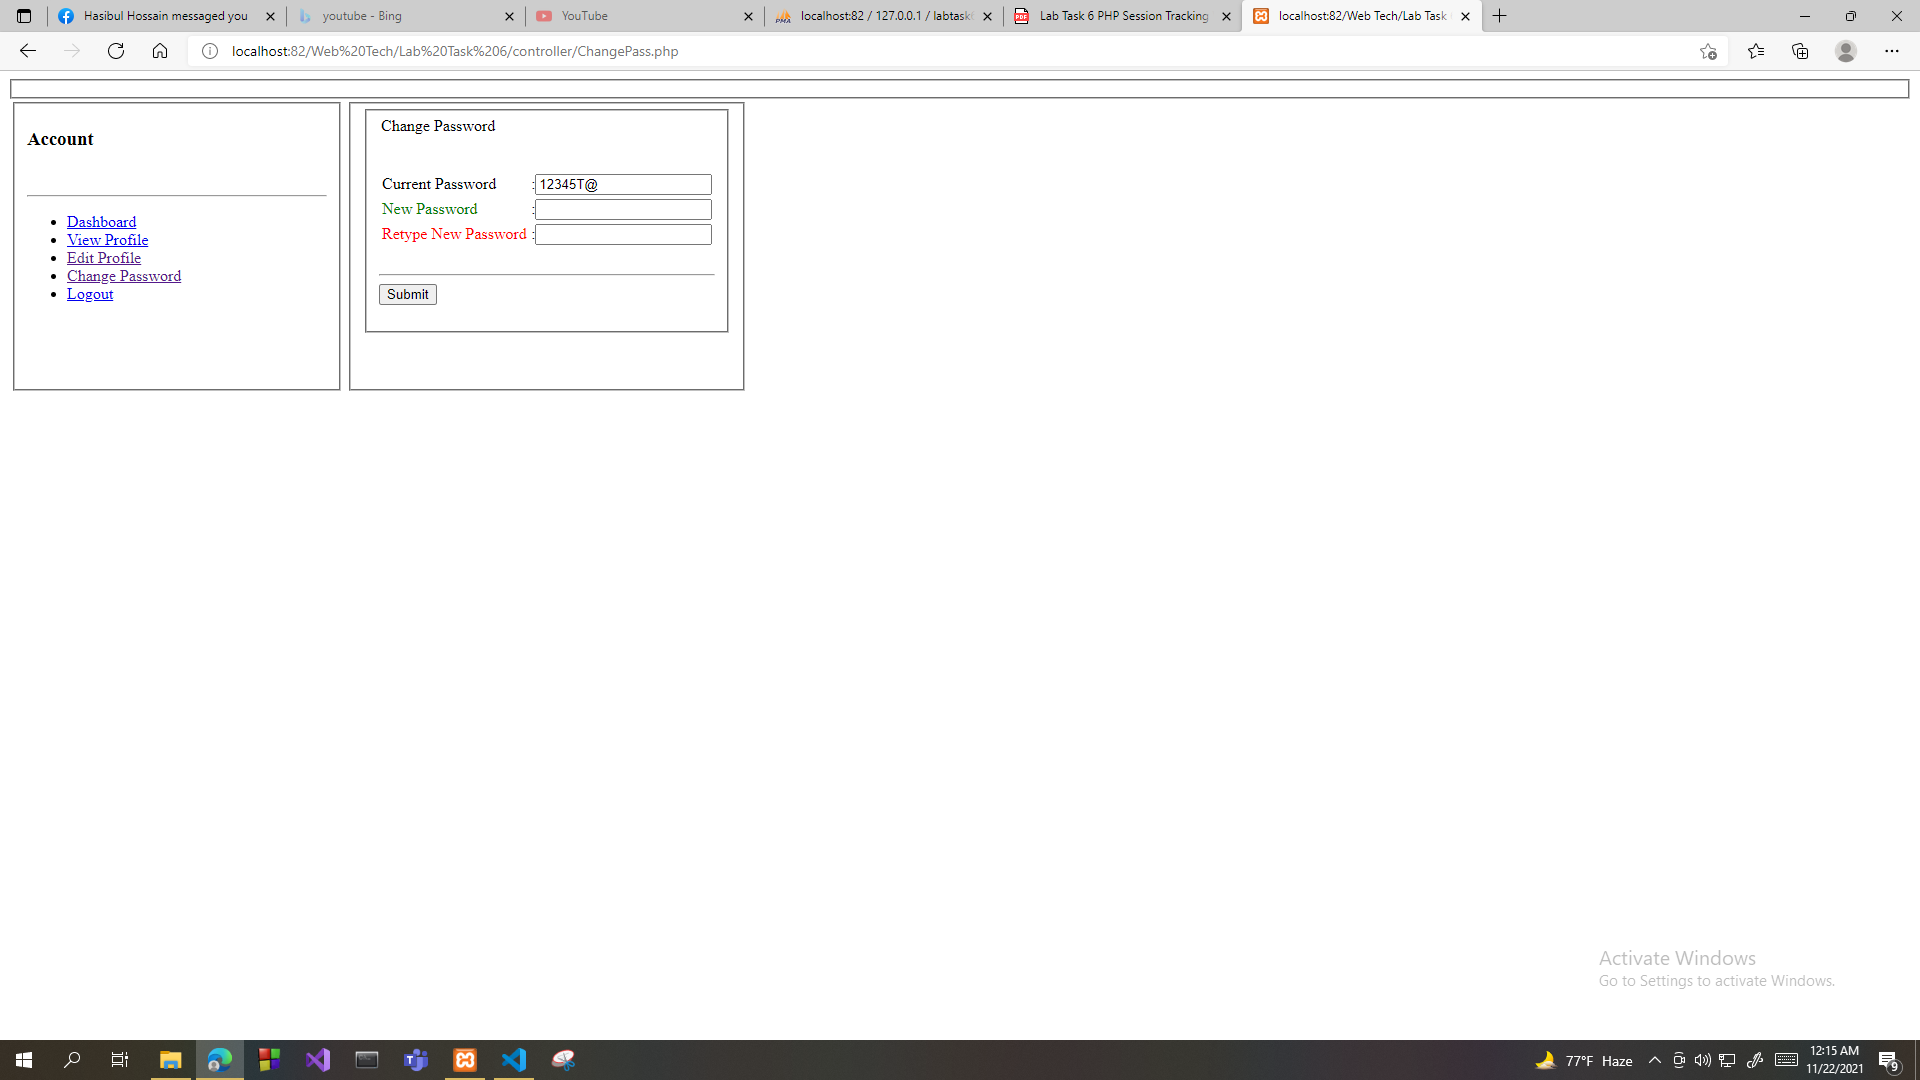 Hasibul Hossain messaged you
youtube - Bing
YouTube
localhost:82 / 127.0.0.1 / labtask6
Lab Task 6 PHP Session Tracking
localhost:82/Web Tech/Lab Task
localhost:82/Web%20Tech/Lab%20Task%206/controller/ChangePass.php
Account
Dashboard
View Profile
Edit Profile
Change Password
Logout
Change Password
Current Password :12345T@
New Password :
Retype New Password :
Submit
Activate Windows
Go to Settings to activate Windows.
77°F Haze
12:15 AM
11/22/2021
9